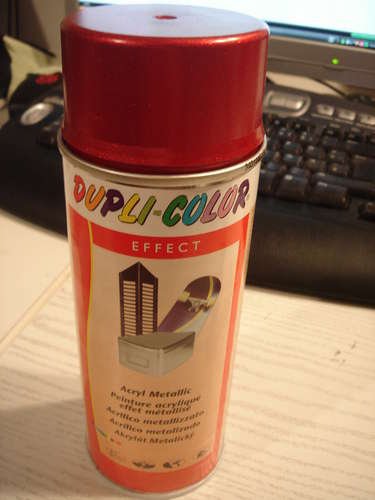 DUPLI-COLOR
EFFECT
Acryl Metallic
Peinture acrylique
effet métallisé
Acrilico metallizzato
Acrílico metalizado
Akrylát Metalický